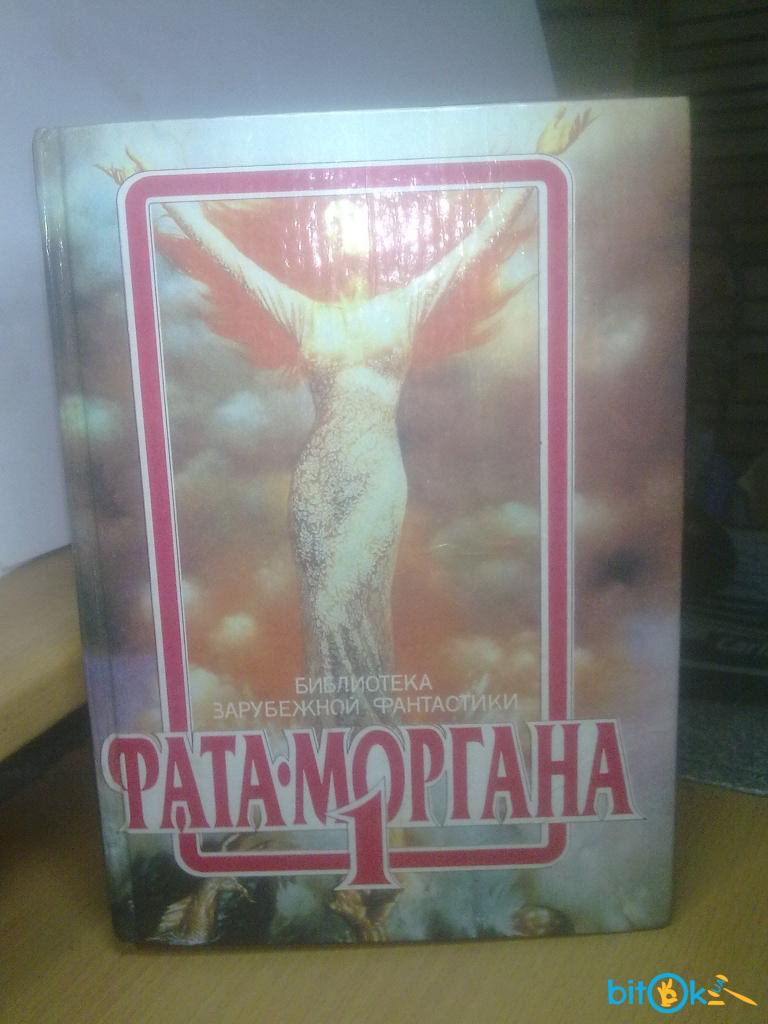 БИБЛИОТЕКА
ЗАРУБЕЖНОЙ ФАНТАСТИКИ
ФАТА·МОРГАНА
1
bitOk